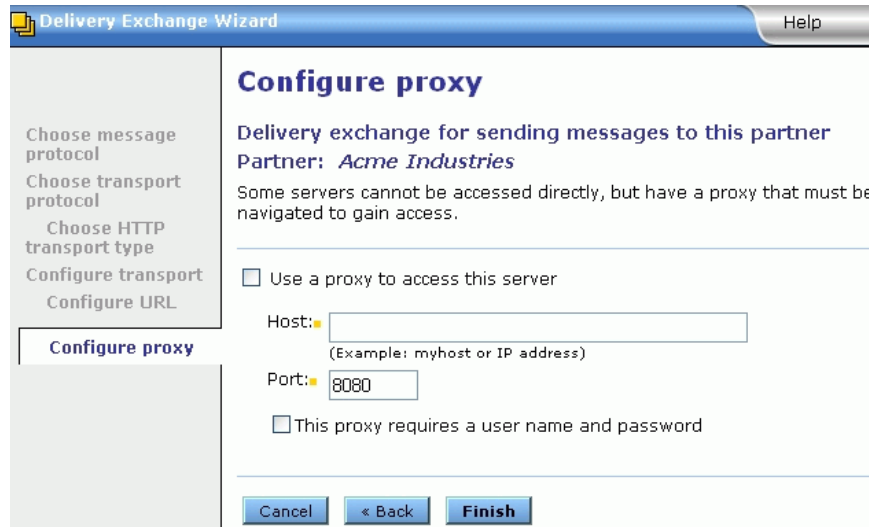 Delivery Exchange Wizard
Help
Choose message
protocol
Choose transport
protocol
Choose HTTP
transport type
Configure transport
Configure URL
Configure proxy
Configure proxy
Delivery exchange for sending messages to this partner
Partner: Acme Industries
Some servers cannot be accessed directly, but have a proxy that must be
navigated to gain access.
Use a proxy to access this server
Host:
(Example: myhost or IP address)
Port:
8080
This proxy requires a user name and password
Cancel
« Back
Finish